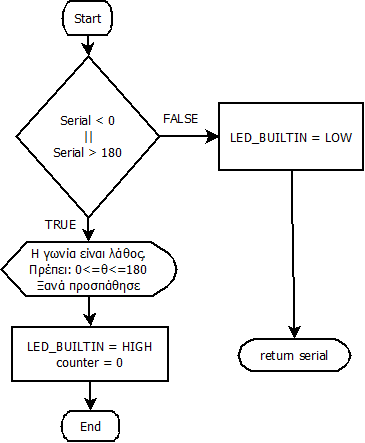 Start
Serial < 0
||
Serial > 180
FALSE
LED_BUILTIN = LOW
TRUE
Η γωνία είναι λάθος.
Πρέπει: 0<=θ<=180
Ξανά προσπάθησε
LED_BUILTIN = HIGH
counter = 0
return serial
End